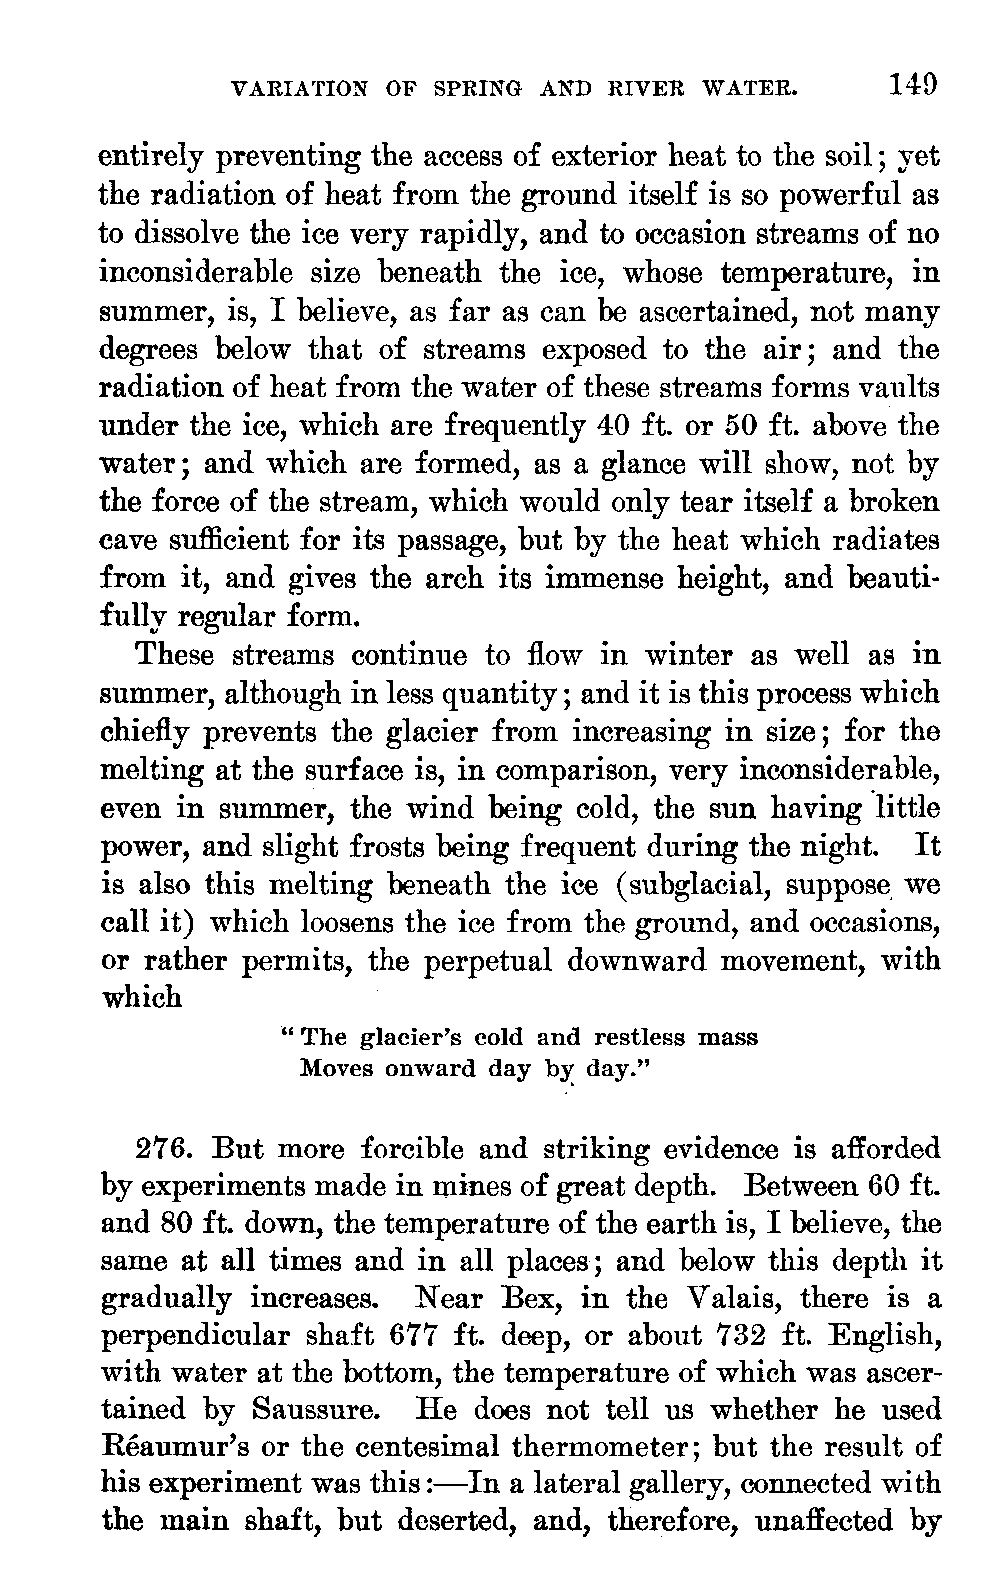 VARIATION OF SPRING AND RIVER WATER. 149
entirely preventing the access of exterior heat to the soil; yet
the radiation of heat from the ground itself is so powerful as
to dissolve the ice very rapidly, and to occasion streams of no
inconsiderable size beneath the ice, whose temperature, in
summer, is, I believe, as far as can be ascertained, not many
degrees below that of streams exposed to the air; and the
radiation of heat from the water of these streams forms vaults
under the ice, which are frequently 40 ft. or 50 ft. above the
water; and which are formed, as a glance will show, not by
the force of the stream, which would only tear itself a broken
cave sufficient for its passage, but by the heat which radiates
from it, and gives the arch its immense height, and beauti-
fully regular form.
These streams continue to flow in winter as well as in
summer, although in less quantity; and it is this process which
chiefly prevents the glacier from increasing in size; for the
melting at the surface is, in comparison, very inconsiderable,
even in summer, the wind being cold, the sun having little
power, and slight frosts being frequent during the night. It
is also this melting beneath the ice (subglacial, suppose we
call it) which loosens the ice from the ground, and occasions,
or rather permits, the perpetual downward movement, with
which
“The glacier’s cold and restless mass
Moves onward day by day.”
276. But more forcible and striking evidence is afforded
by experiments made in mines of great depth. Between 60 ft.
and 80 ft. down, the temperature of the earth is, I believe, the
same at all times and in all places; and below this depth it
gradually increases. Near Bex, in the Valais, there is a
perpendicular shaft 677 ft. deep, or about 732 ft. English,
with water at the bottom, the temperature of which was ascer-
tained by Saussure. He does not tell us whether he used
Réaumur’s or the centesimal thermometer; but the result of
his experiment was this:—In a lateral gallery, connected with
the main shaft, but deserted, and, therefore, unaffected by